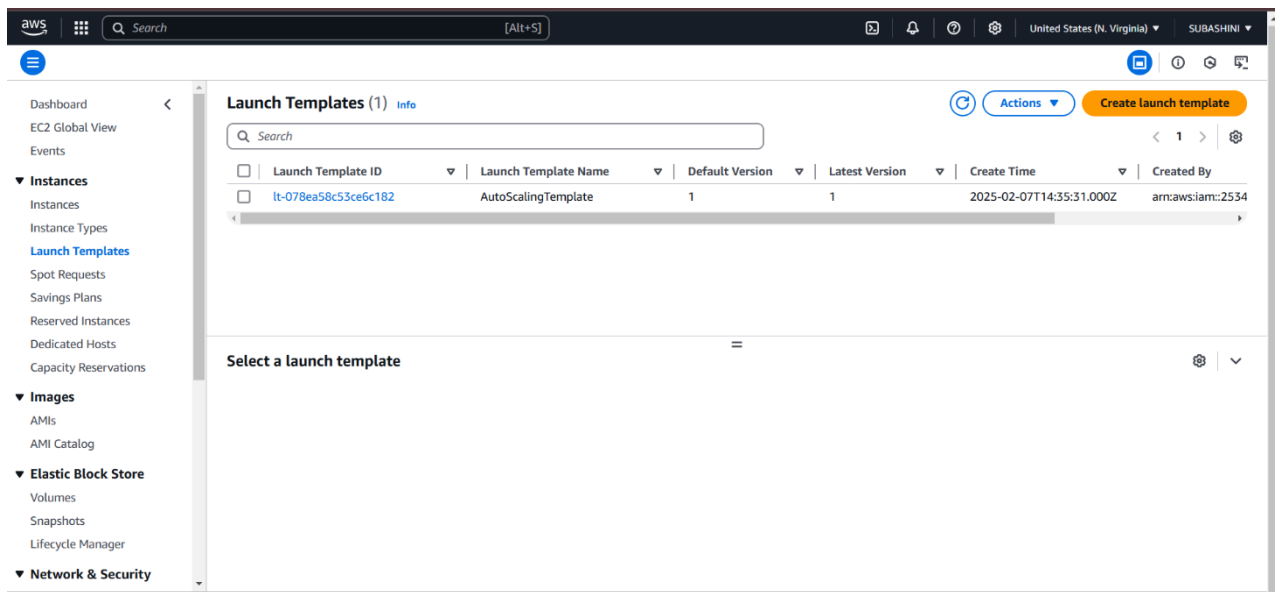 aws Search [Alt+S] United States (N. Virginia) SUBASHINI
Dashboard
EC2 Global View
Events
Instances
Instances
Instance Types
Launch Templates
Spot Requests
Savings Plans
Reserved Instances
Dedicated Hosts
Capacity Reservations
Images
AMIs
AMI Catalog
Elastic Block Store
Volumes
Snapshots
Lifecycle Manager
Network & Security
Launch Templates (1) Info Actions Create launch template
Search 1
Launch Template ID Launch Template Name Default Version Latest Version Create Time Created By
lt-078ea58c53ce6c182 AutoScalingTemplate 1 1 2025-02-07T14:35:31.000Z arn:aws:iam::2534
Select a launch template